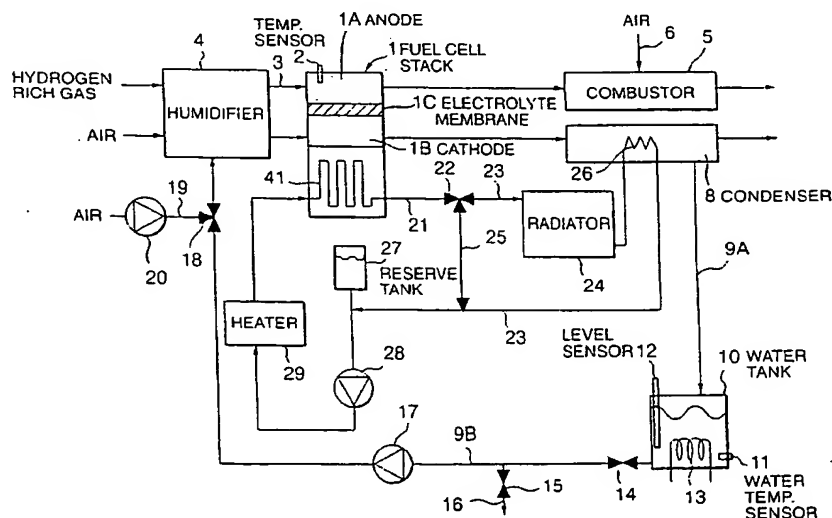 TEMP.
SENSOR
1A ANODE
1 FUEL CELL
STACK
AIR
4
3
2
6
5
HYDROGEN
RICH GAS
HUMIDIFIER
COMBUSTOR
1C ELECTROLYTE
MEMBRANE
AIR
1B CATHODE
26
8 CONDENSER
41
22
23
19
AIR
18
20
21
RADIATOR
25
24
9A
27
RESERVE
TANK
HEATER
29
23
LEVEL
SENSOR 12
10 WATER
TANK
28
17
9B
15
16
14
13
11
WATER
TEMP.
SENSOR